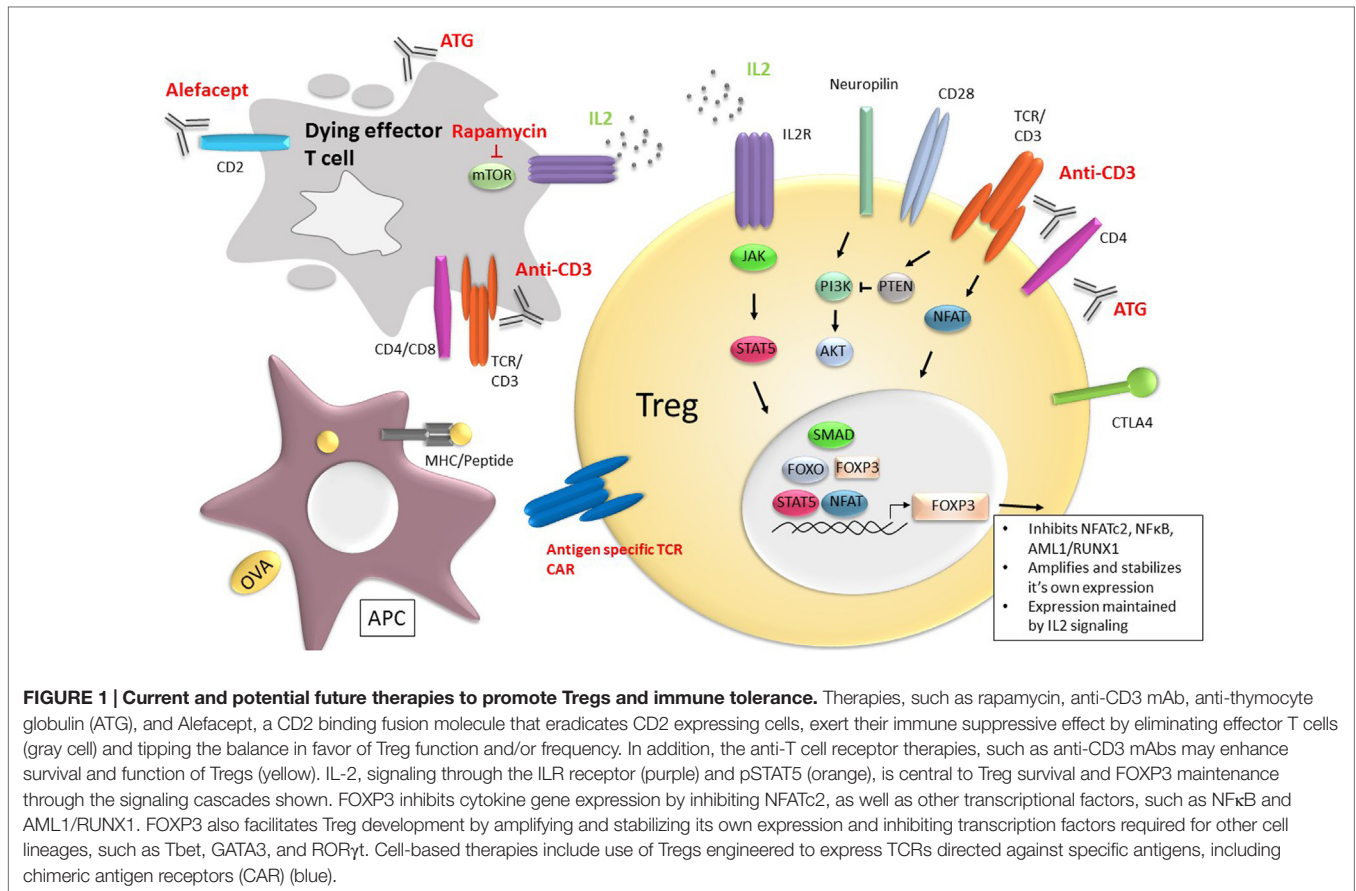 ATG
Alefacept
CD2
Dying effector
T cell
Rapamycin
mTOR
IL2
Anti-CD3
CD4/CD8
TCR/
CD3
IL2
IL2R
Neuropilin
CD28
TCR/
CD3
Anti-CD3
CD4
ATG
CTLA4
JAK
STAT5
PI3K
PTEN
AKT
NFAT
Treg
SMAD
FOXO
FOXP3
STAT5
NFAT
FOXP3
MHC/Peptide
OVA
APC
Antigen specific TCR
CAR
• Inhibits NFATc2, NFκB,
AML1/RUNX1
• Amplifies and stabilizes
it's own expression
• Expression maintained
by IL2 signaling
FIGURE 1 | Current and potential future therapies to promote Tregs and immune tolerance. Therapies, such as rapamycin, anti-CD3 mAb, anti-thymocyte
globulin (ATG), and Alefacept, a CD2 binding fusion molecule that eradicates CD2 expressing cells, exert their immune suppressive effect by eliminating effector T cells
(gray cell) and tipping the balance in favor of Treg function and/or frequency. In addition, the anti-T cell receptor therapies, such as anti-CD3 mAbs may enhance
survival and function of Tregs (yellow). IL-2, signaling through the ILR receptor (purple) and pSTAT5 (orange), is central to Treg survival and FOXP3 maintenance
through the signaling cascades shown. FOXP3 inhibits cytokine gene expression by inhibiting NFATc2, as well as other transcriptional factors, such as NFκB and
AML1/RUNX1. FOXP3 also facilitates Treg development by amplifying and stabilizing its own expression and inhibiting transcription factors required for other cell
lineages, such as Tbet, GATA3, and RORγt. Cell-based therapies include use of Tregs engineered to express TCRs directed against specific antigens, including
chimeric antigen receptors (CAR) (blue).